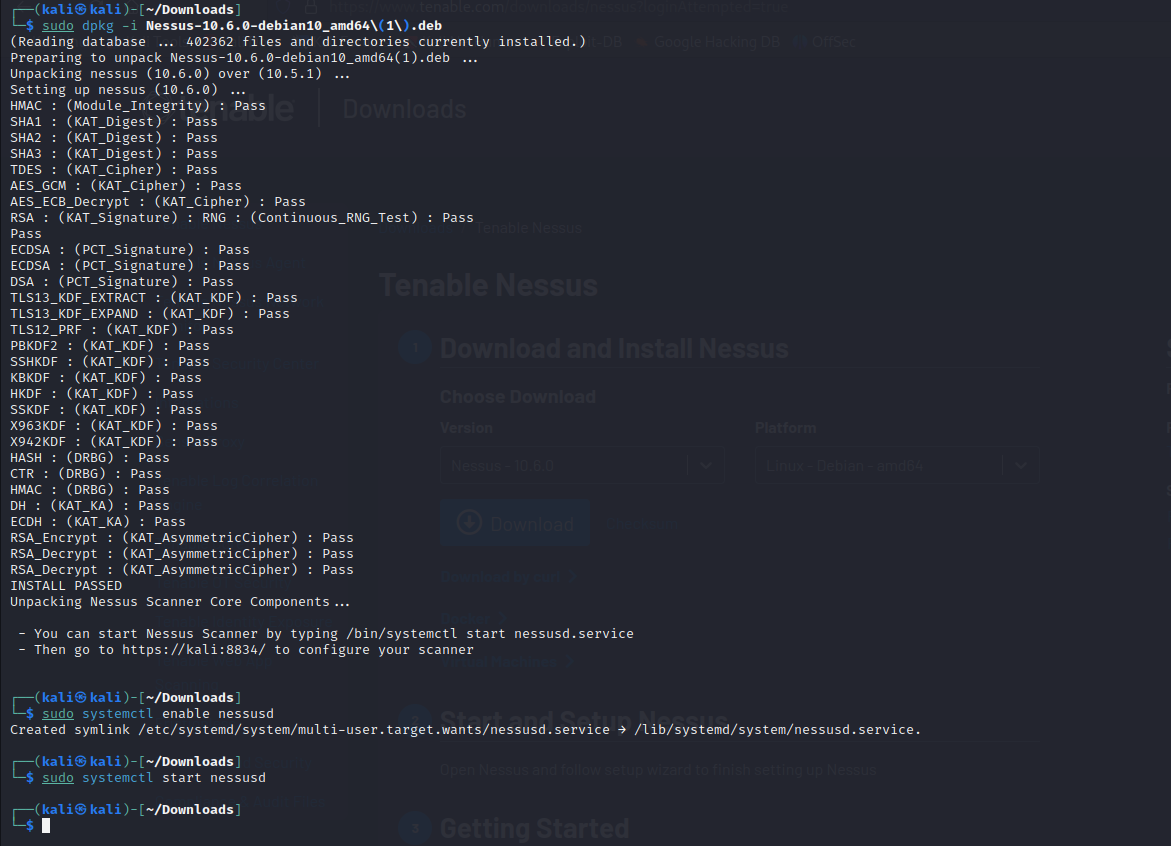 ┌──(kali㉿kali)-[~/Downloads]
└─$ sudo dpkg -i Nessus-10.6.0-debian10_amd64\(1\).deb
(Reading database ... 402362 files and directories currently installed.)
Preparing to unpack Nessus-10.6.0-debian10_amd64(1).deb ...
Unpacking nessus (10.6.0) over (10.5.1) ...
Setting up nessus (10.6.0) ...
HMAC : (Module_Integrity) : Pass
SHA1 : (KAT_Digest) : Pass
SHA2 : (KAT_Digest) : Pass
SHA3 : (KAT_Digest) : Pass
TDES : (KAT_Cipher) : Pass
AES_GCM : (KAT_Cipher) : Pass
AES_ECB_Decrypt : (KAT_Cipher) : Pass
RSA : (KAT_Signature) : RNG : (Continuous_RNG_Test) : Pass
Pass
ECDSA : (PCT_Signature) : Pass
ECDSA : (PCT_Signature) : Pass
DSA : (PCT_Signature) : Pass
TLS13_KDF_EXTRACT : (KAT_KDF) : Pass
TLS13_KDF_EXPAND : (KAT_KDF) : Pass
TLS12_PRF : (KAT_KDF) : Pass
PBKDF2 : (KAT_KDF) : Pass
SSHKDF : (KAT_KDF) : Pass
KBKDF : (KAT_KDF) : Pass
HKDF : (KAT_KDF) : Pass
SSKDF : (KAT_KDF) : Pass
X963KDF : (KAT_KDF) : Pass
X942KDF : (KAT_KDF) : Pass
HASH : (DRBG) : Pass
CTR : (DRBG) : Pass
HMAC : (DRBG) : Pass
DH : (KAT_KA) : Pass
ECDH : (KAT_KA) : Pass
RSA_Encrypt : (KAT_AsymmetricCipher) : Pass
RSA_Decrypt : (KAT_AsymmetricCipher) : Pass
RSA_Decrypt : (KAT_AsymmetricCipher) : Pass
INSTALL PASSED
Unpacking Nessus Scanner Core Components...
- You can start Nessus Scanner by typing /bin/systemctl start nessusd.service
- Then go to https://kali:8834/ to configure your scanner
┌──(kali㉿kali)-[~/Downloads]
└─$ sudo systemctl enable nessusd
Created symlink /etc/systemd/system/multi-user.target.wants/nessusd.service → /lib/systemd/system/nessusd.service.
┌──(kali㉿kali)-[~/Downloads]
└─$ sudo systemctl start nessusd
┌──(kali㉿kali)-[~/Downloads]
└─$
Google Hacking DB
OffSec
Downloads
Tenable Nessus
Tenable Nessus
1 Download and Install Nessus
Choose Download
Version
Platform
Nessus - 10.6.0
Linux - Debian - amd64
Download
2 Start and Setup Nessus
Open Nessus and follow setup wizard to finish setting up Nessus
3 Getting Started